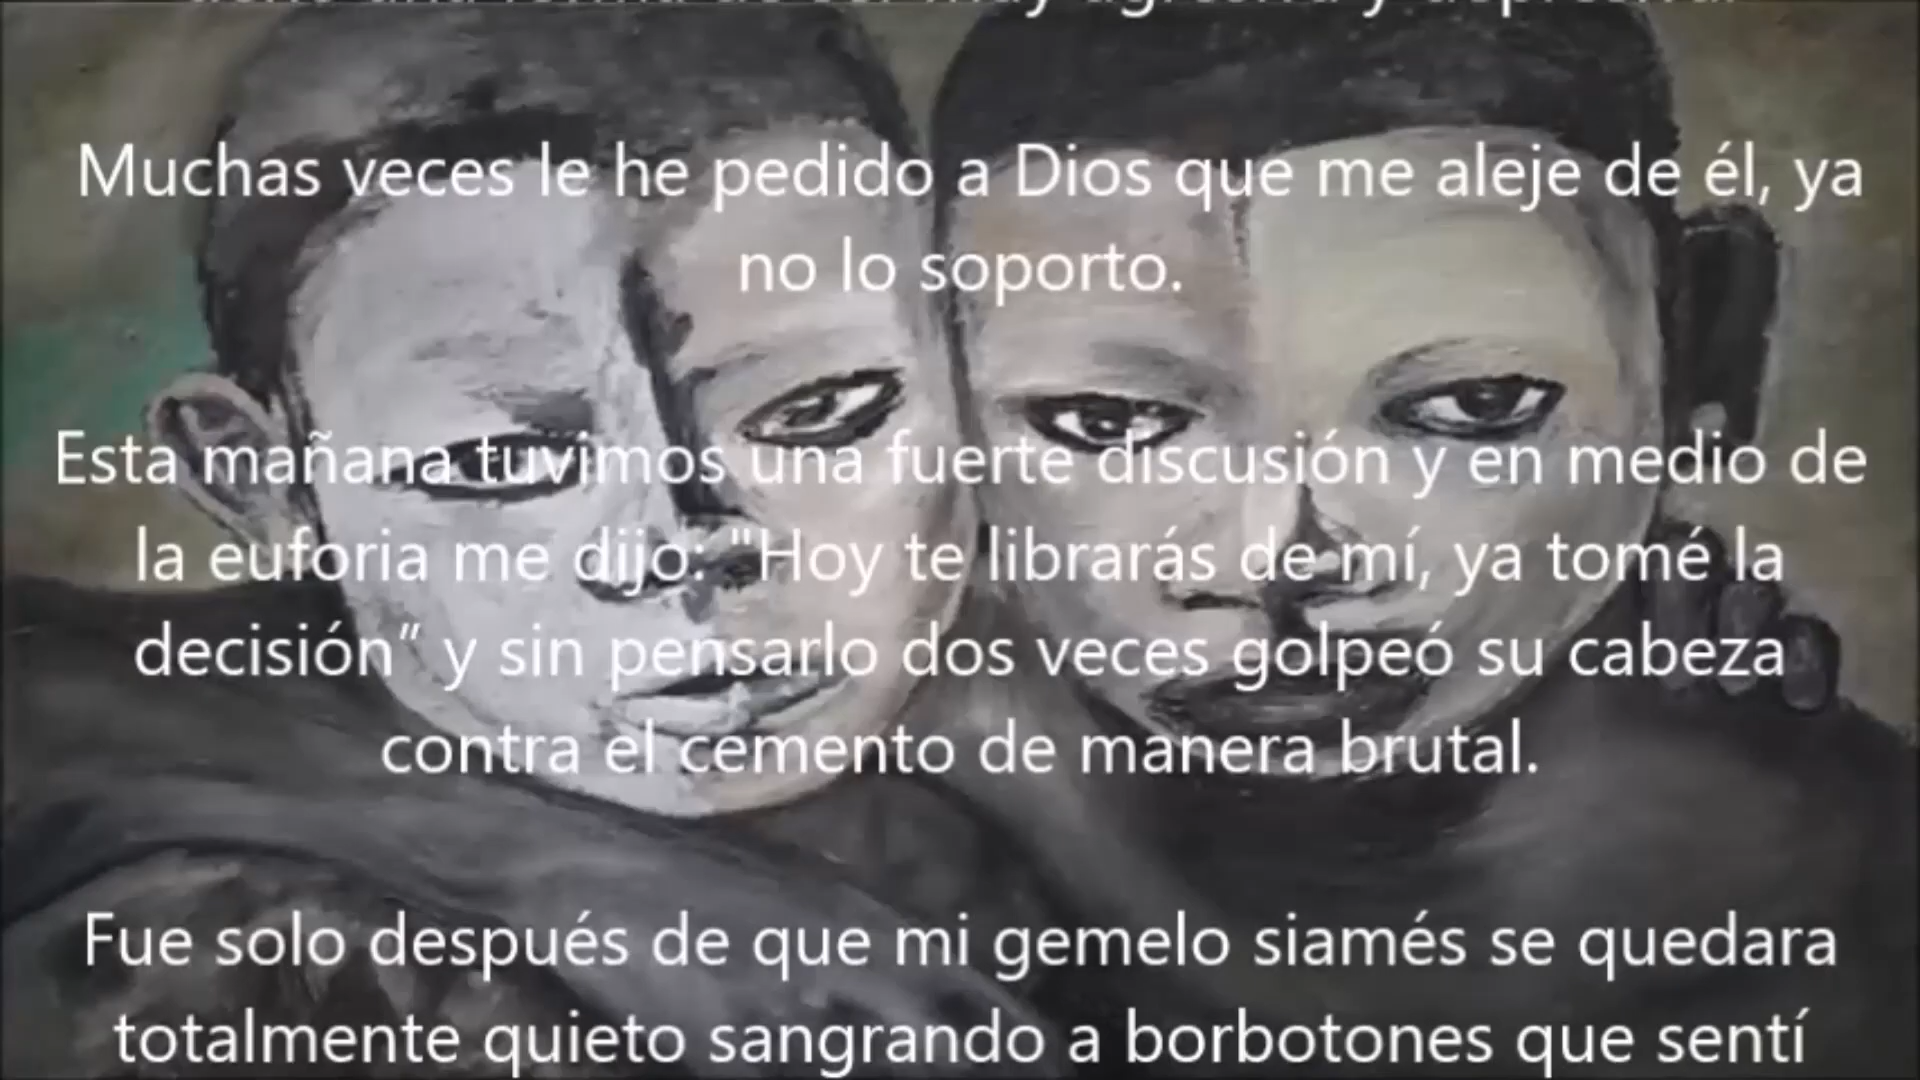 Muchas veces le he pedido a Dios que me aleje de él, ya
no lo soporto.
Esta mañana tuvimos una fuerte discusión y en medio de
la euforia me dijo: "Hoy te librarás de mí, ya tomé la
decisión” y sin pensarlo dos veces golpeó su cabeza
contra el cemento de manera brutal.
Fue solo después de que mi gemelo siamés se quedara
totalmente quieto sangrando a borbotones que sentí